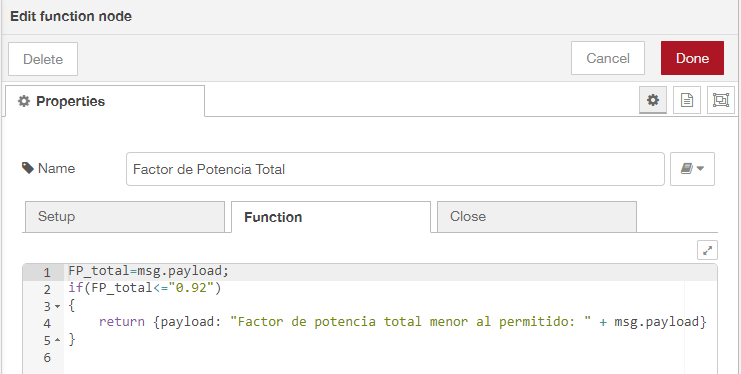 Edit function node
Delete
Cancel
Done
Properties
Name
Factor de Potencia Total
Setup
Function
Close
1 FP_total=msg.payload;
2 if(FP_total<="0.92")
3 {
4 return {payload: "Factor de potencia total menor al permitido: " + msg.payload}
5 }
6